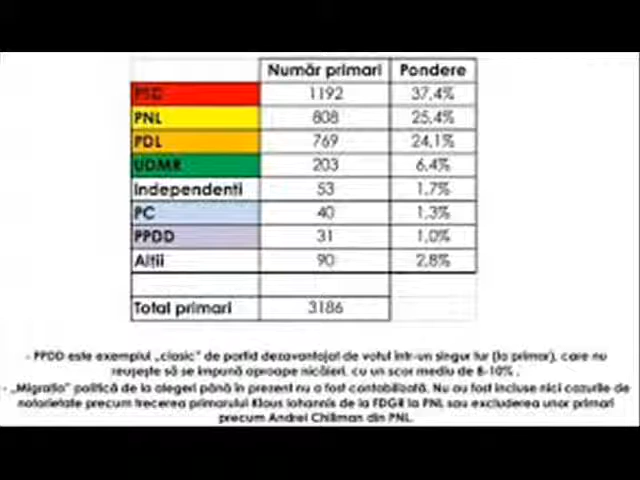 Număr primari Pondere
PSD 1192 37,4%
PNL 808 25,4%
PDL 769 24,1%
UDMR 203 6,4%
Independenti 53 1,7%
PC 40 1,3%
PPDD 31 1,0%
Alții 90 2,8%
Total primari 3186
- PPDD este exemplul „clasic" de partid dezavantajat de votul într-un singur tur (la primar), care nu
reușește să se impună aproape nicăieri, cu un scor mediu de 8-10% .
- „Migratia" politică de la alegeri până în prezent nu a fost contabilizată. Nu au fost incluse nici cazurile de
notorietate precum trecerea primarului Klaus Iohannis de la FDGR la PNL sau excluderea unor primari
precum Andrei Chiliman din PNL.